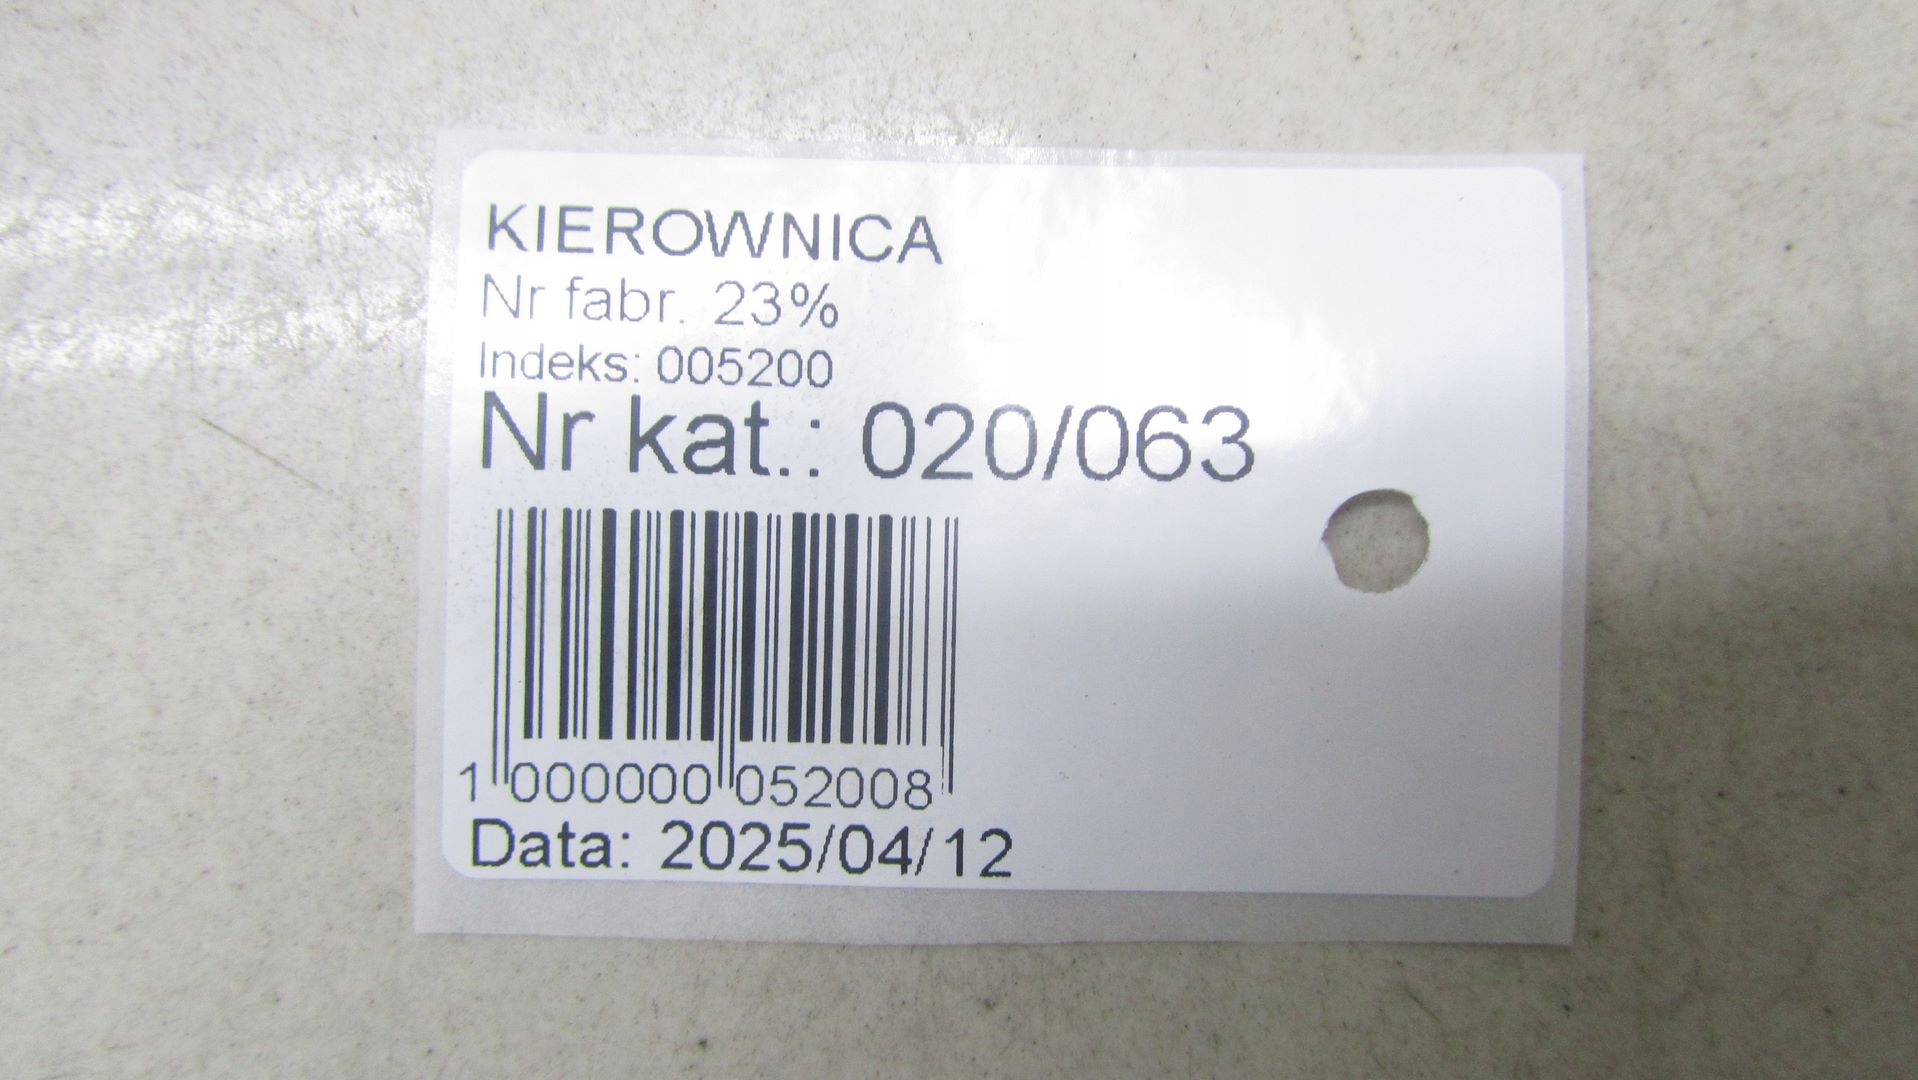 KIEROWNICA
Nr fabr. 23%
Indeks: 005200
Nr kat.: 020/063
1 000000 052008
Data: 2025/04/12